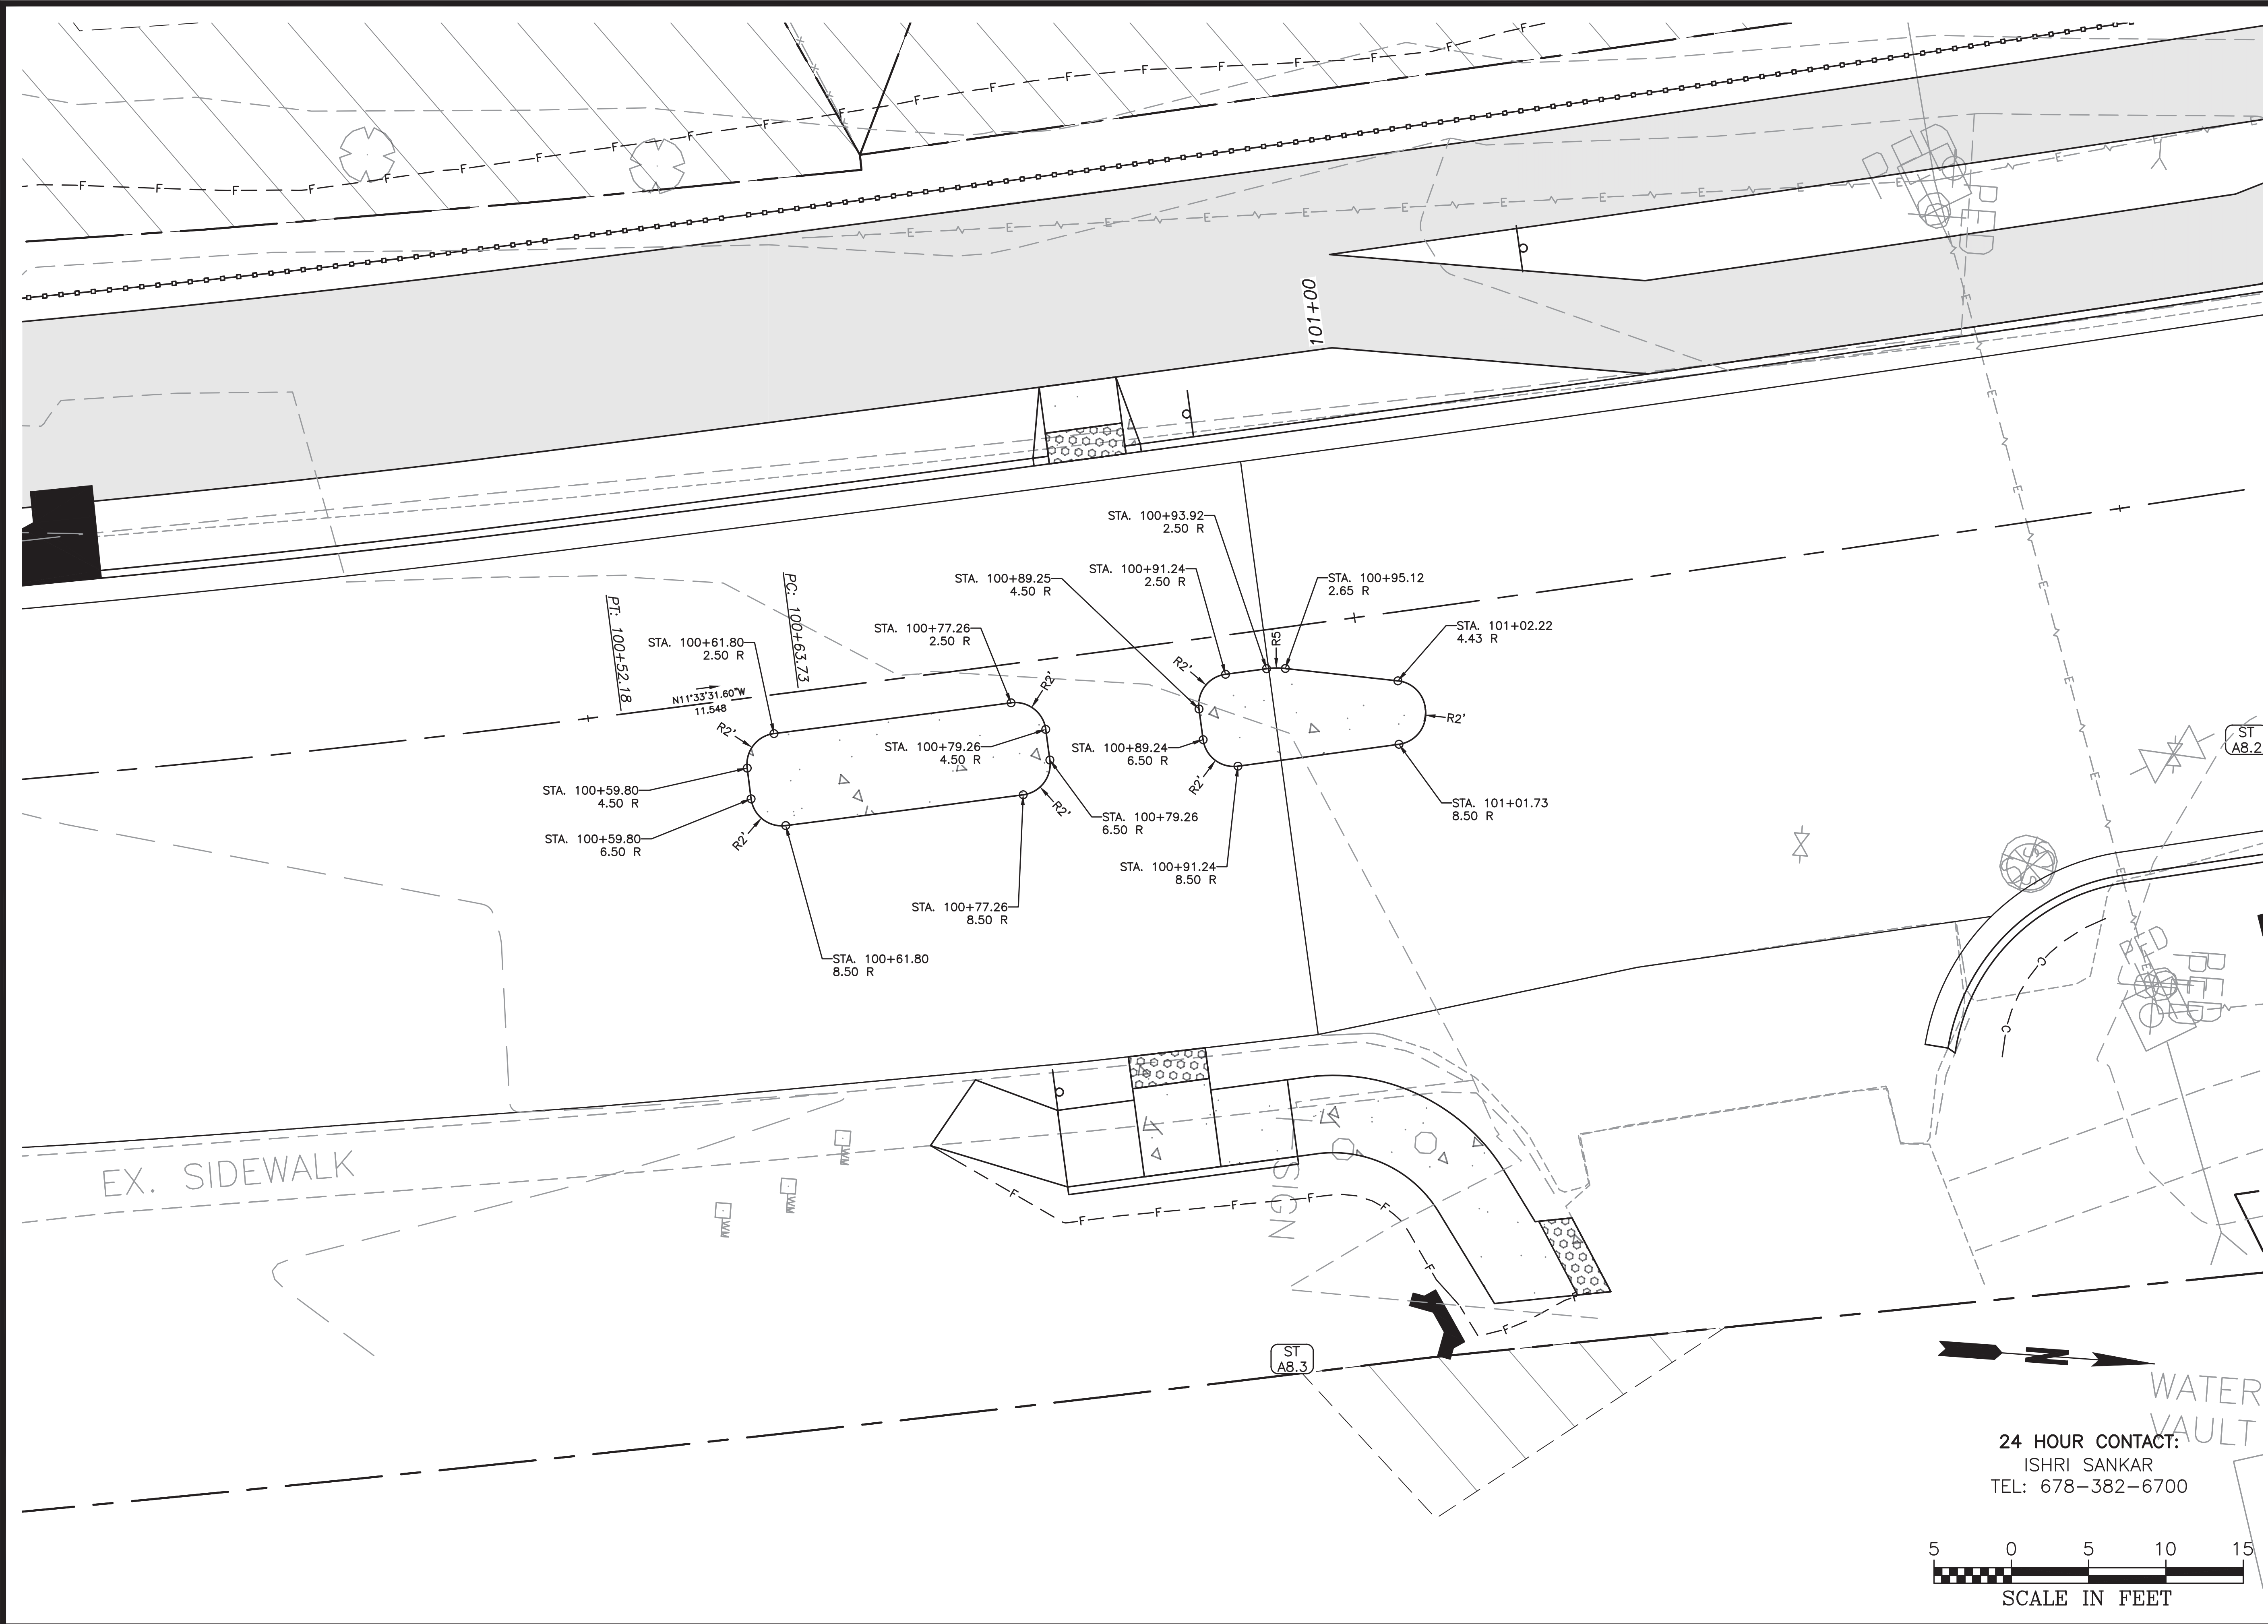 PED
PED
101+00
STA. 100+93.92
2.50 R
STA. 100+91.24
2.50 R
STA. 100+89.25
4.50 R
STA. 100+95.12
2.65 R
R5
STA. 101+02.22
4.43 R
PT: 100+52.18
PC: 100+63.73
STA. 100+61.80
2.50 R
STA. 100+77.26
2.50 R
N11°33'31.60"W
11.548
R2'
R2'
R2'
R2'
STA. 100+79.26
4.50 R
STA. 100+89.24
6.50 R
STA. 100+59.80
4.50 R
R2'
R2'
R2'
STA. 100+79.26
6.50 R
STA. 101+01.73
8.50 R
STA. 100+59.80
6.50 R
STA. 100+91.24
8.50 R
STA. 100+77.26
8.50 R
STA. 100+61.80
8.50 R
ST
A8.2
PED
PED
EX. SIDEWALK
WM
WM
WM
SIGN
ST
A8.3
N
WATER
VAULT
24 HOUR CONTACT:
ISHRI SANKAR
TEL: 678-382-6700
5 0 5 10 15
SCALE IN FEET